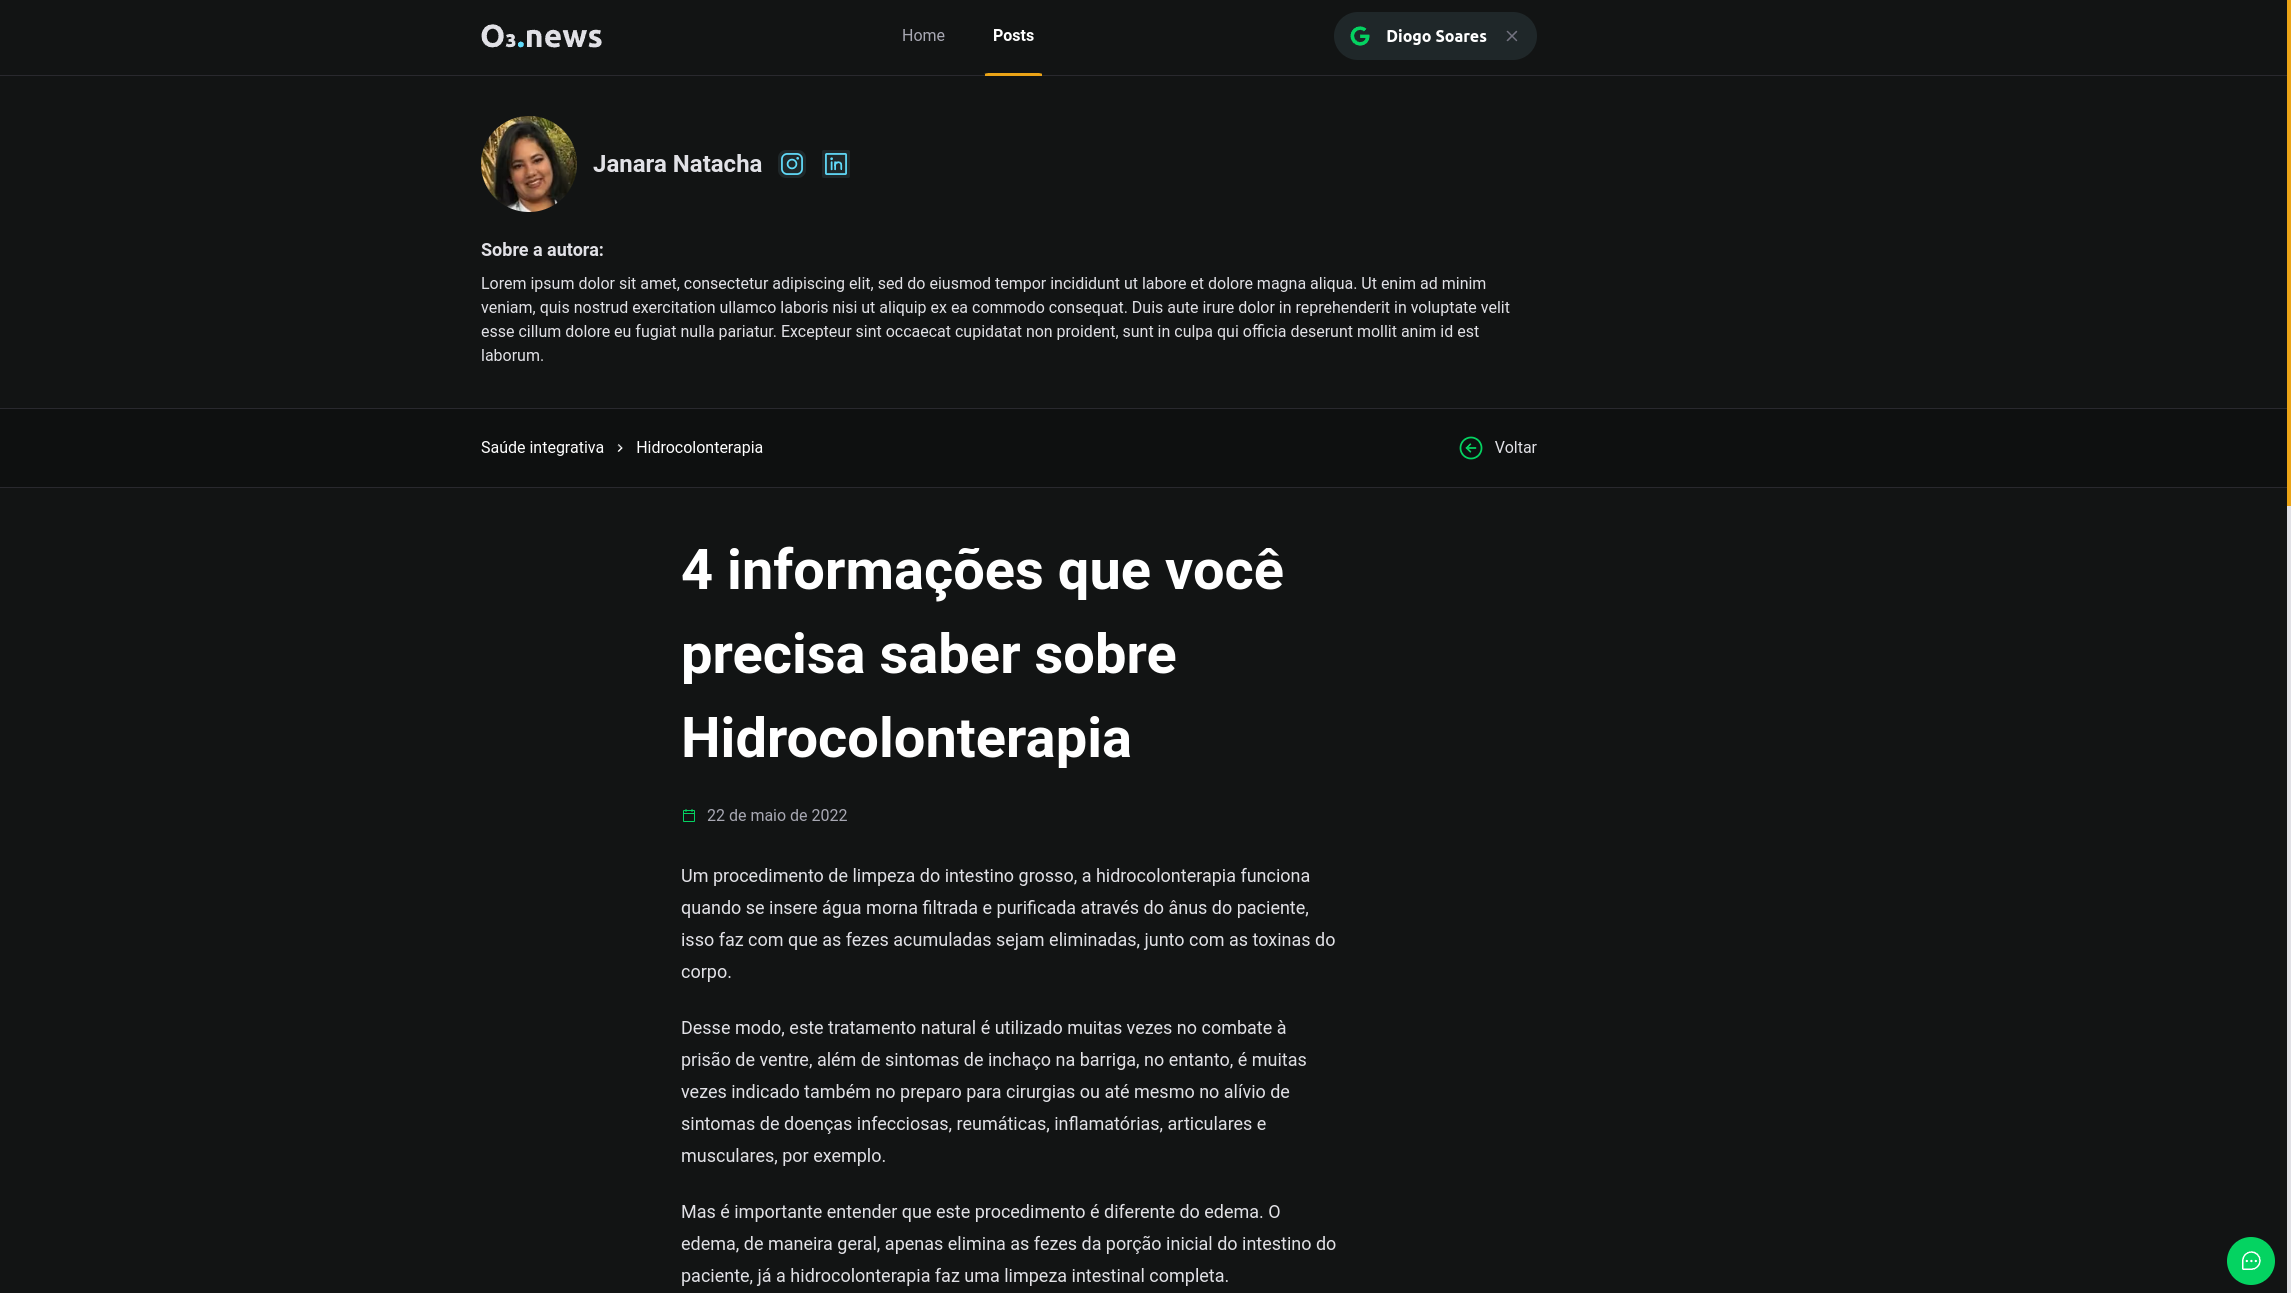 O3.news
Home
Posts
Diogo Soares
Janara Natacha
Sobre a autora:
Lorem ipsum dolor sit amet, consectetur adipiscing elit, sed do eiusmod tempor incididunt ut labore et dolore magna aliqua. Ut enim ad minim
veniam, quis nostrud exercitation ullamco laboris nisi ut aliquip ex ea commodo consequat. Duis aute irure dolor in reprehenderit in voluptate velit
esse cillum dolore eu fugiat nulla pariatur. Excepteur sint occaecat cupidatat non proident, sunt in culpa qui officia deserunt mollit anim id est
laborum.
Saúde integrativa > Hidrocolonterapia
Voltar
4 informações que você
precisa saber sobre
Hidrocolonterapia
22 de maio de 2022
Um procedimento de limpeza do intestino grosso, a hidrocolonterapia funciona
quando se insere água morna filtrada e purificada através do ânus do paciente,
isso faz com que as fezes acumuladas sejam eliminadas, junto com as toxinas do
corpo.
Desse modo, este tratamento natural é utilizado muitas vezes no combate à
prisão de ventre, além de sintomas de inchaço na barriga, no entanto, é muitas
vezes indicado também no preparo para cirurgias ou até mesmo no alívio de
sintomas de doenças infecciosas, reumáticas, inflamatórias, articulares e
musculares, por exemplo.
Mas é importante entender que este procedimento é diferente do edema. O
edema, de maneira geral, apenas elimina as fezes da porção inicial do intestino do
paciente, já a hidrocolonterapia faz uma limpeza intestinal completa.